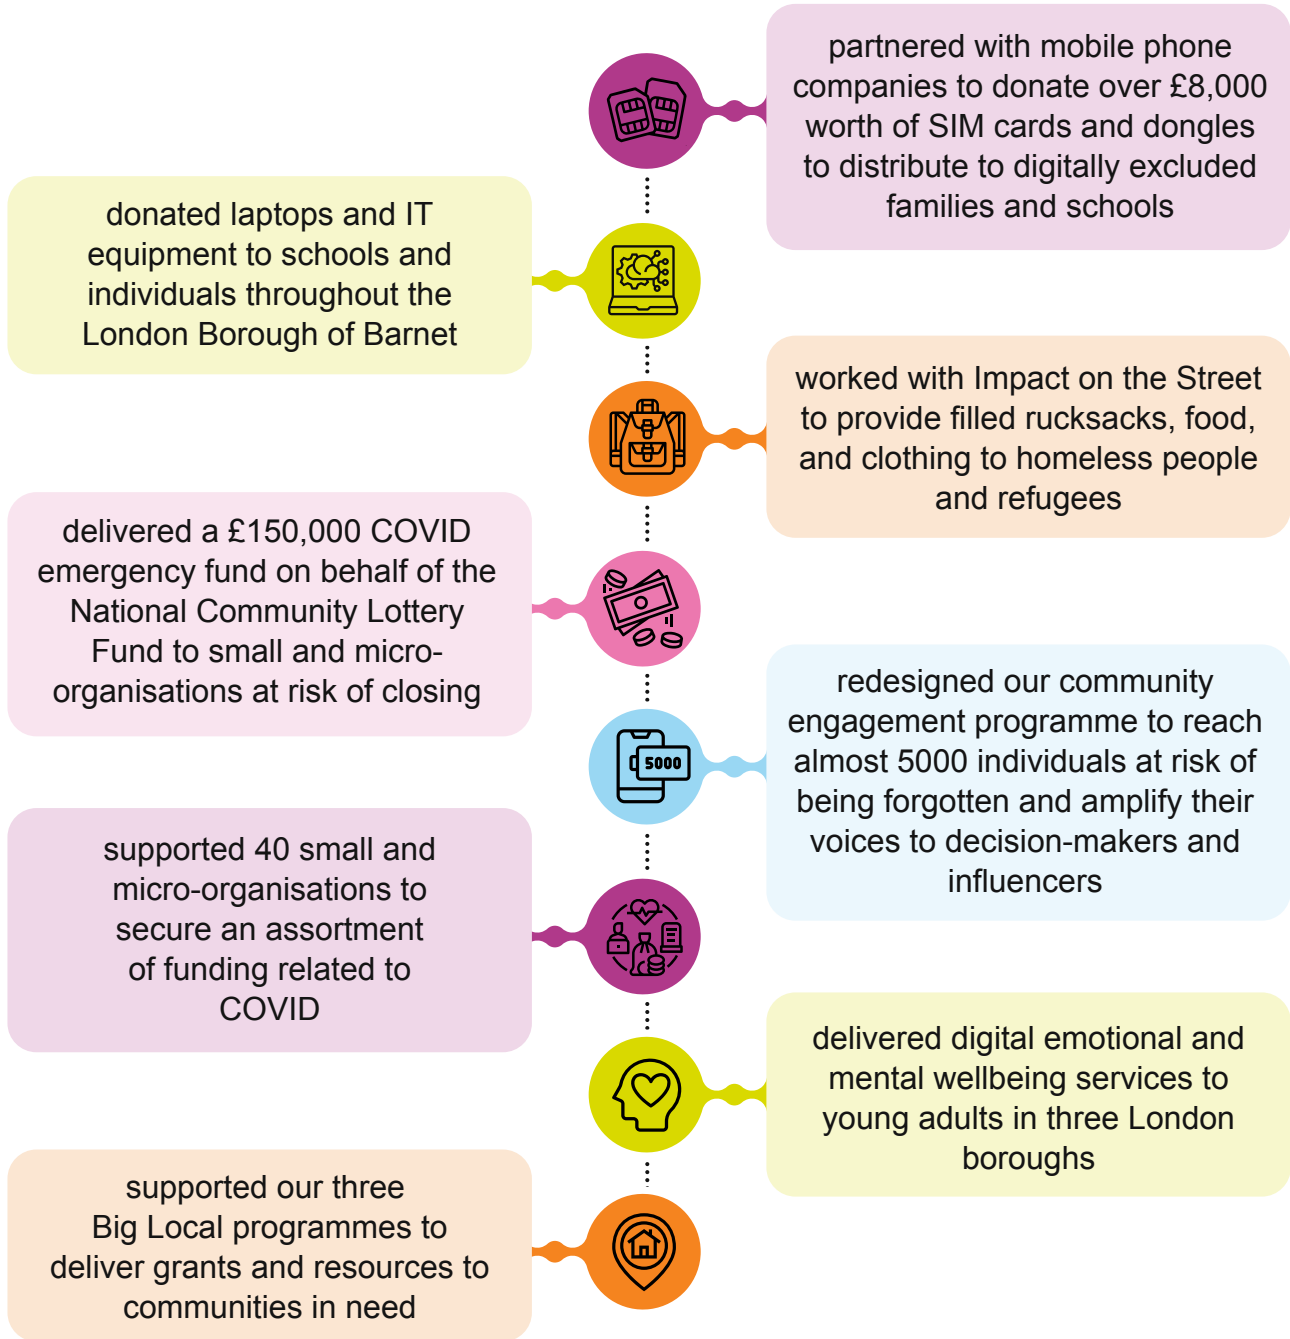 partnered with mobile phone
companies to donate over £8,000
worth of SIM cards and dongles
to distribute to digitally excluded
families and schools
donated laptops and IT
equipment to schools and
individuals throughout the
London Borough of Barnet
worked with Impact on the Street
to provide filled rucksacks, food,
and clothing to homeless people
and refugees
delivered a £150,000 COVID
emergency fund on behalf of the
National Community Lottery
Fund to small and micro-
organisations at risk of closing
redesigned our community
engagement programme to reach
almost 5000 individuals at risk of
being forgotten and amplify their
voices to decision-makers and
influencers
5000
supported 40 small and
micro-organisations to
secure an assortment
of funding related to
COVID
delivered digital emotional and
mental wellbeing services to
young adults in three London
boroughs
supported our three
Big Local programmes to
deliver grants and resources to
communities in need